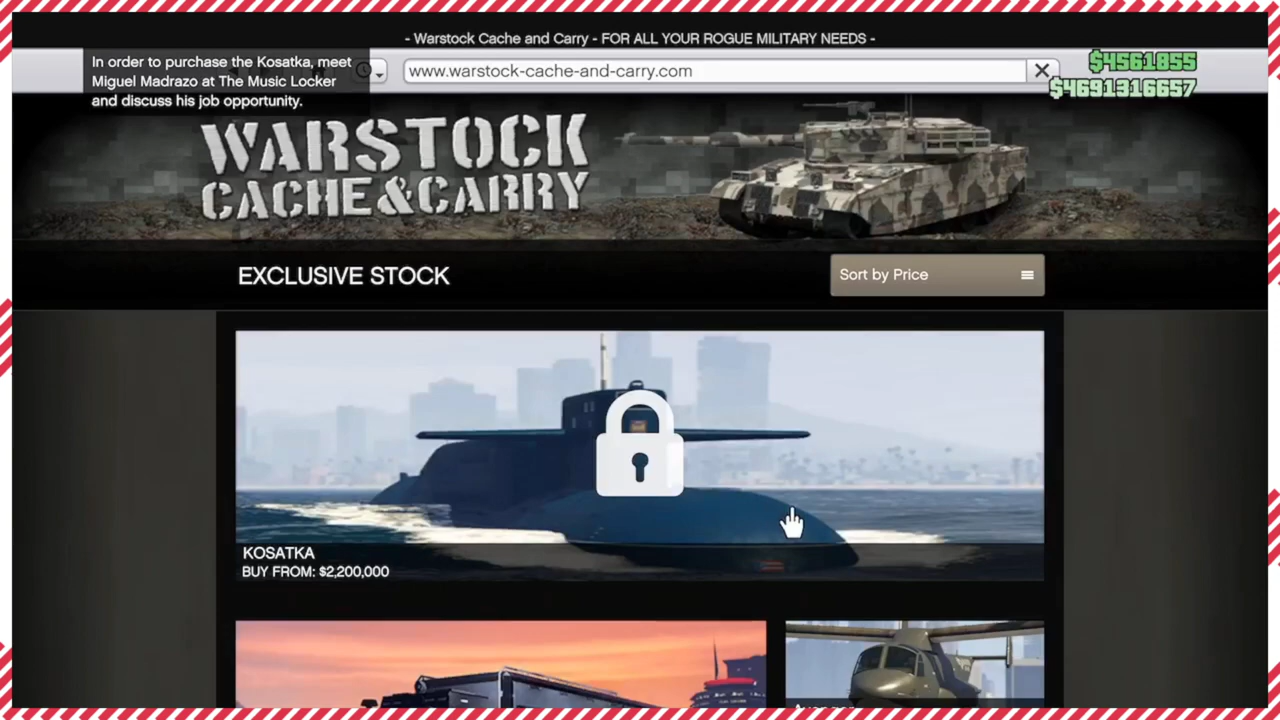 - Warstock Cache and Carry - FOR ALL YOUR ROGUE MILITARY NEEDS -
In order to purchase the Kosatka, meet
Miguel Madrazo at The Music Locker
and discuss his job opportunity.
www.warstock-cache-and-carry.com
$4561855
$4691316657
WARSTOCK
CACHE&CARRY
EXCLUSIVE STOCK
Sort by Price
KOSATKA
BUY FROM: $2,200,000